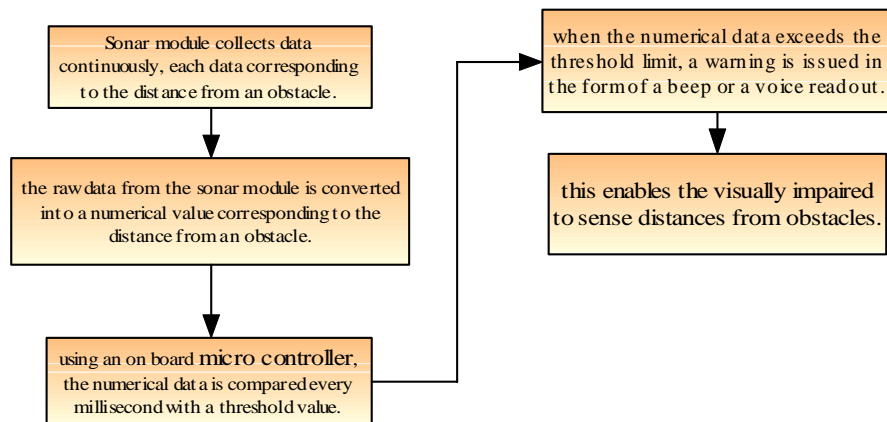 Sonar module collects data
continuously, each data corresponding
to the distance from an obstacle.
the raw data from the sonar module is converted
into a numerical value corresponding to the
distance from an obstacle.
using an on board micro controller,
the numerical data is compared every
millisecond with a threshold value.
when the numerical data exceeds the
threshold limit, a warning is issued in
the form of a beep or a voice readout.
this enables the visually impaired
to sense distances from obstacles.